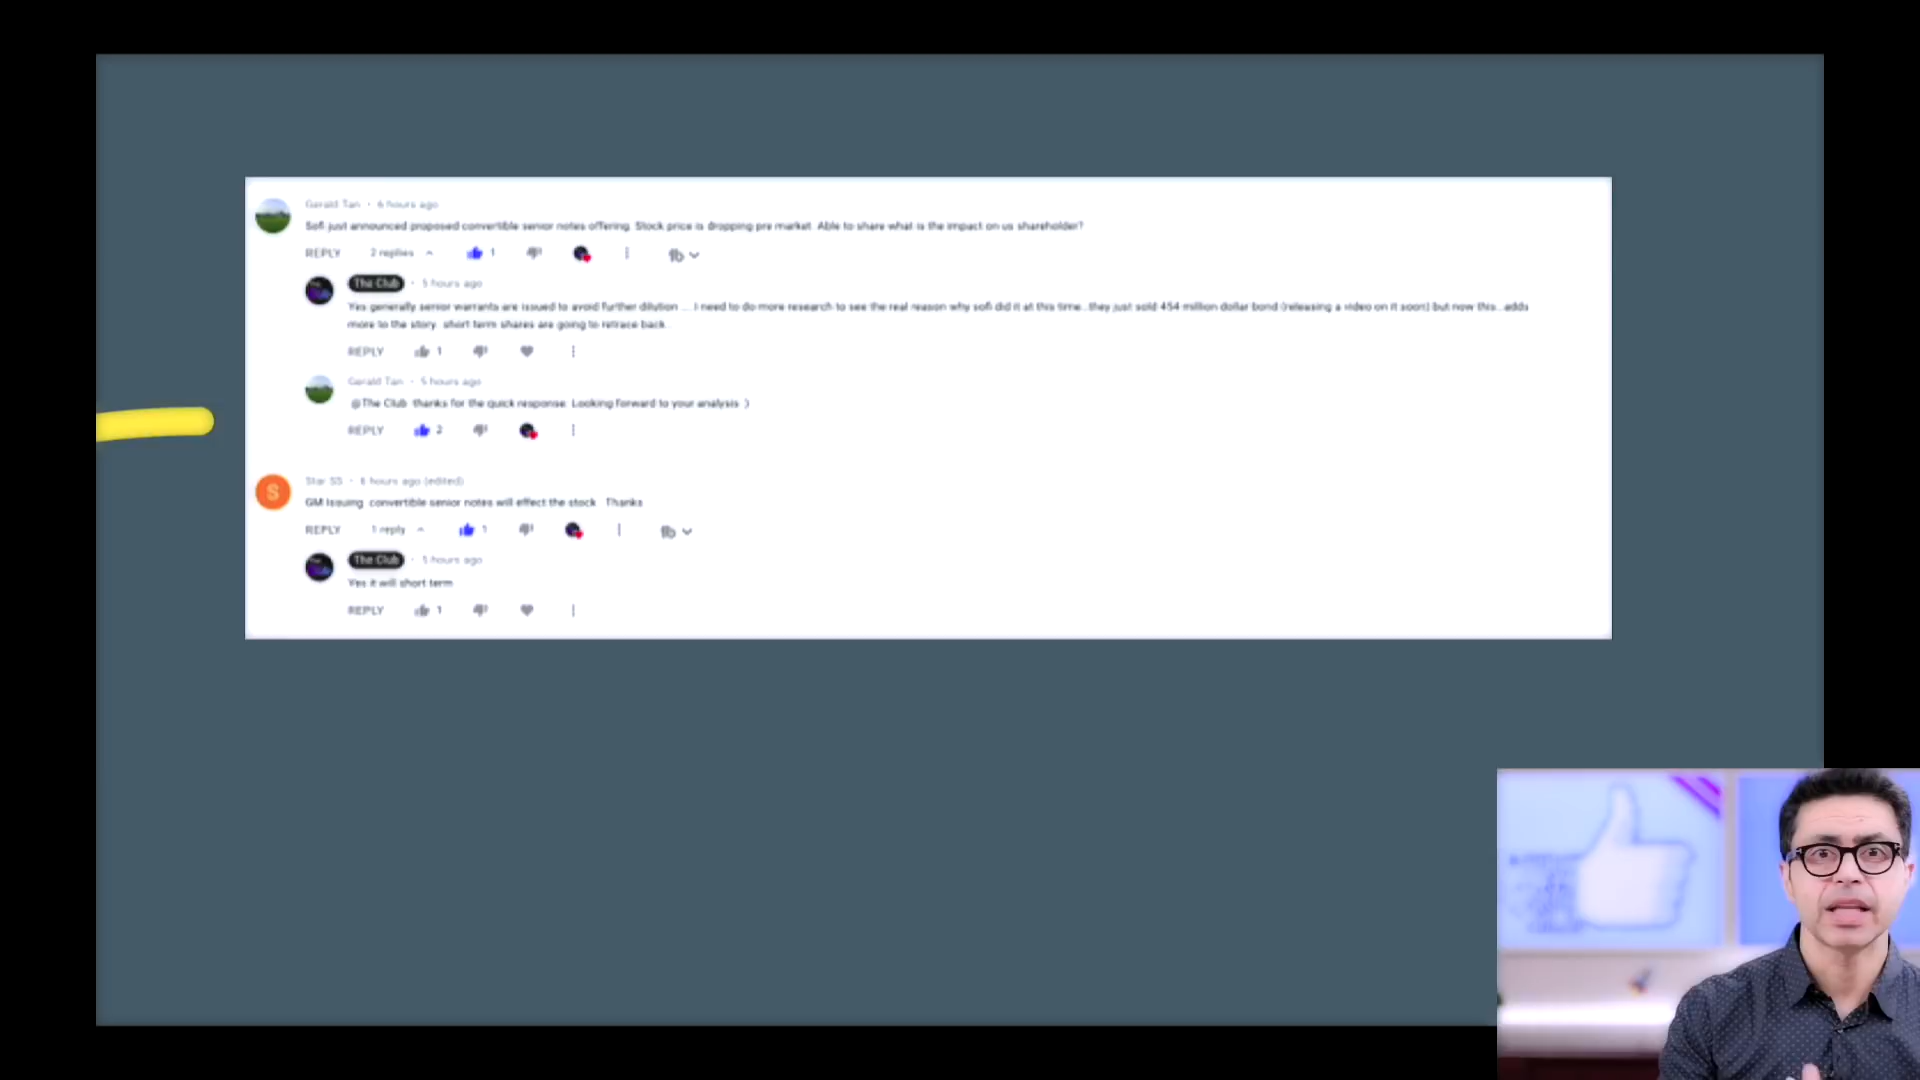 Gerald Tan • 6 hours ago
Sofi just announced proposed convertible senior notes offering. Stock price is dropping pre market. Able to share what is the impact on us shareholder?
REPLY 2 replies 1
The Club • 5 hours ago
Yes generally senior warrants are issued to avoid further dilution ... I need to do more research to see the real reason why sofi did it at this time...they just sold 454 million dollar bond (releasing a video on it soon) but now this...adds
more to the story.. short term shares are going to retrace back.
REPLY 1
Gerald Tan • 5 hours ago
@The Club thanks for the quick response. Looking forward to your analysis :)
REPLY 2
S
Star SS • 6 hours ago (edited)
GM Issuing convertible senior notes will effect the stock Thanks
REPLY 1 reply 1
The Club • 5 hours ago
Yes it will short term
REPLY 1